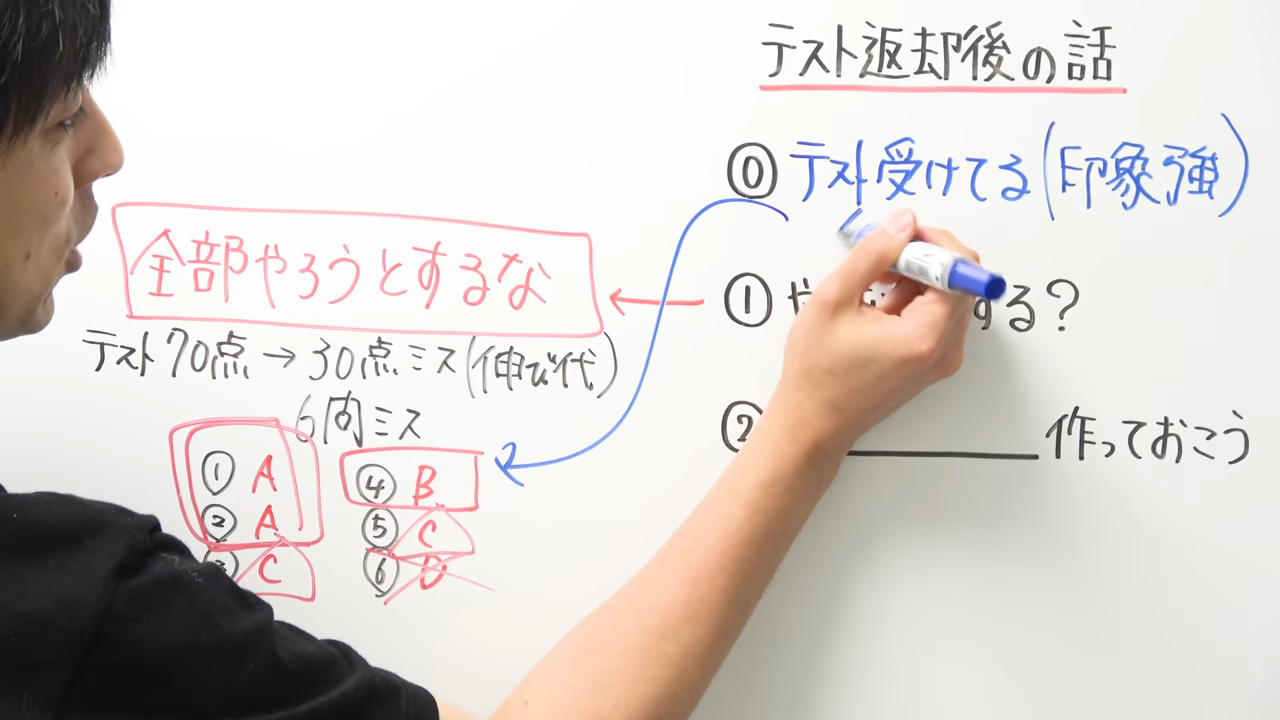 テスト返却後の話
⓪ テスト受けてる(印象強)
① や する?
② 作っておこう
全部やろうとするな
テスト70点→30点ミス(伸び代)
6問ミス
① A
② A
③ C
④ B
⑤ C
⑥ D